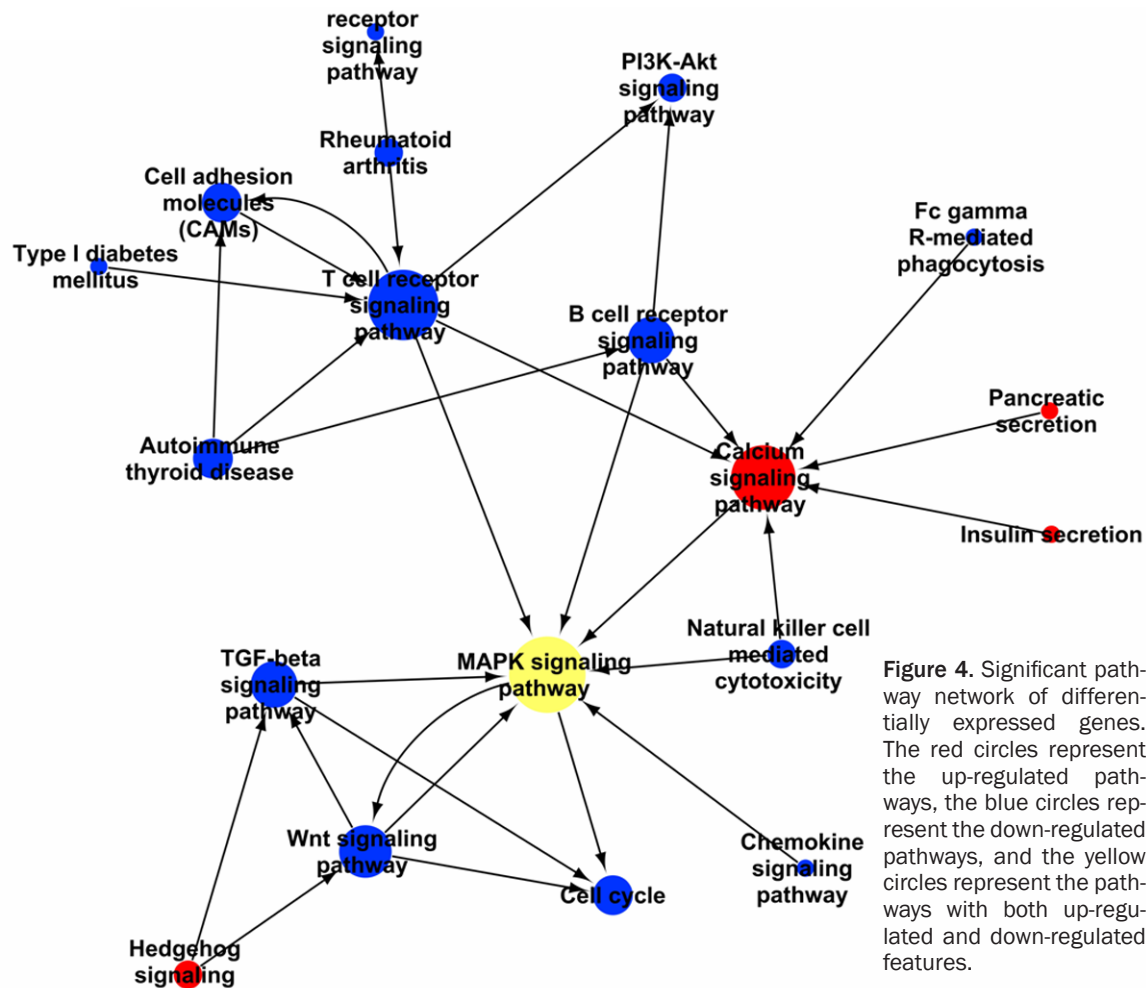 receptor
signaling
pathway
PI3K-Akt
signaling
pathway
Rheumatoid
arthritis
Cell adhesion
molecules
(CAMs)
Fc gamma
R-mediated
phagocytosis
Type I diabetes
mellitus
T cell receptor
signaling
pathway
B cell receptor
signaling
pathway
Pancreatic
secretion
Autoimmune
thyroid disease
Calcium
signaling
pathway
Insulin secretion
Natural killer cell
mediated
cytotoxicity
TGF-beta
signaling
pathway
MAPK signaling
pathway
Wnt signaling
pathway
Chemokine
signaling
pathway
Cell cycle
Hedgehog
signaling
Figure 4. Significant path-
way network of differen-
tially expressed genes.
The red circles represent
the up-regulated path-
ways, the blue circles rep-
resent the down-regulated
pathways, and the yellow
circles represent the path-
ways with both up-regu-
lated and down-regulated
features.